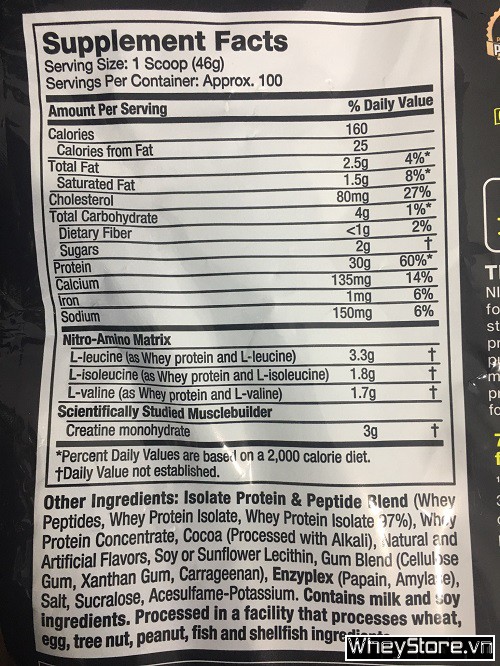 Supplement Facts
Serving Size: 1 Scoop (46g)
Servings Per Container: Approx. 100
Amount Per Serving % Daily Value
Calories 160
Calories from Fat 25
Total Fat 2.5g 4%*
Saturated Fat 1.5g 8%*
Cholesterol 80mg 27%
Total Carbohydrate 4g 1%*
Dietary Fiber <1g 2%
Sugars 2g †
Protein 30g 60%*
Calcium 135mg 14%
Iron 1mg 6%
Sodium 150mg 6%
Nitro-Amino Matrix
L-leucine (as Whey protein and L-leucine) 3.3g †
L-isoleucine (as Whey protein and L-isoleucine) 1.8g †
L-valine (as Whey protein and L-valine) 1.7g †
Scientifically Studied Musclebuilder
Creatine monohydrate 3g †
*Percent Daily Values are based on a 2,000 calorie diet.
†Daily Value not established.
Other Ingredients: Isolate Protein & Peptide Blend (Whey
Peptides, Whey Protein Isolate, Whey Protein Isolate 97%), Whey
Protein Concentrate, Cocoa (Processed with Alkali), Natural and
Artificial Flavors, Soy or Sunflower Lecithin, Gum Blend (Cellulose
Gum, Xanthan Gum, Carrageenan), Enzyplex (Papain, Amylase),
Salt, Sucralose, Acesulfame-Potassium. Contains milk and soy
ingredients. Processed in a facility that processes wheat,
egg, tree nut, peanut, fish and shellfish ingredients.
WheyStore.vn